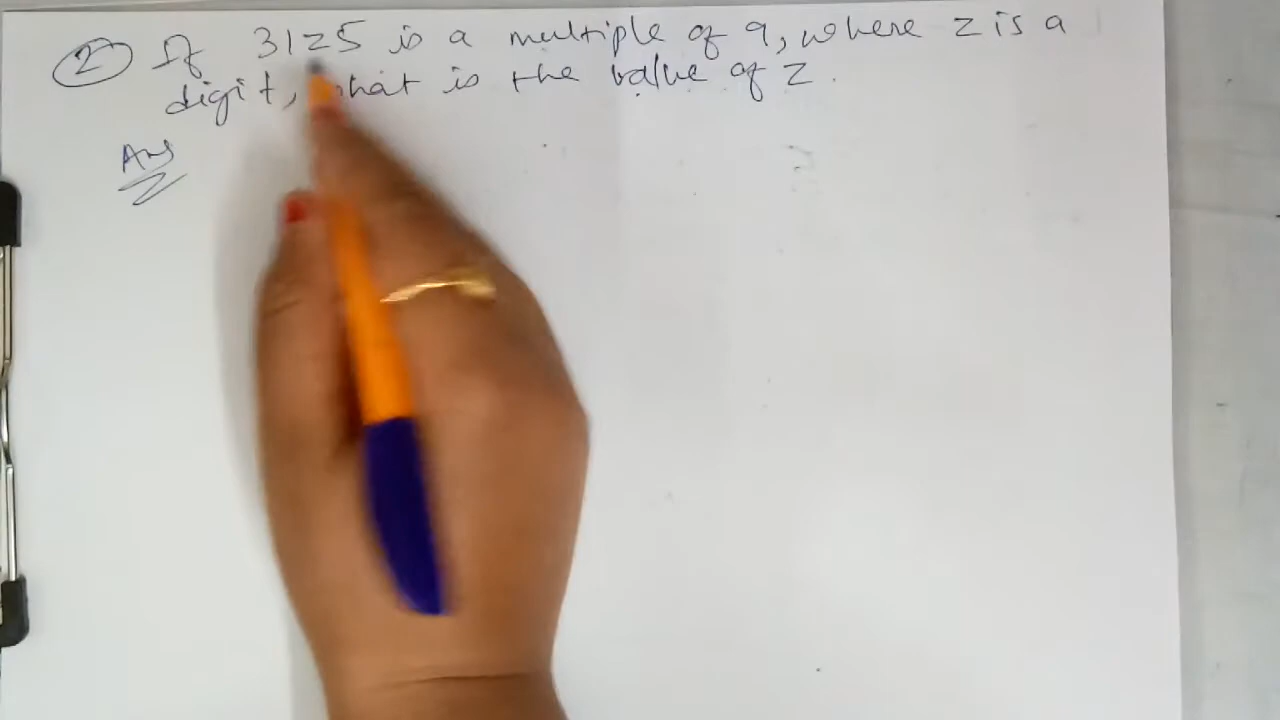 ② If 31z5 is a multiple of 9, where z is a
digit, what is the value of z.
Ans